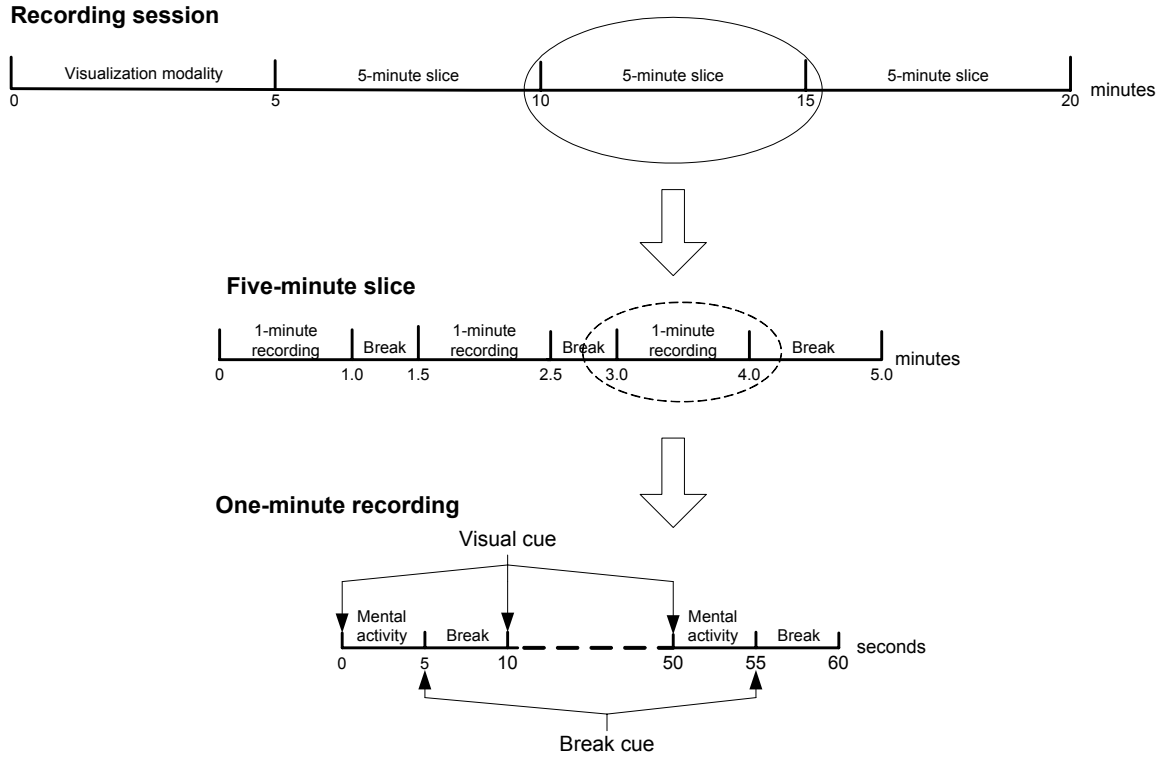 Recording session
Visualization modality
5-minute slice
5-minute slice
5-minute slice
0
5
10
15
20
minutes
Five-minute slice
1-minute
recording
Break
1-minute
recording
Break
1-minute
recording
Break
0
1.0
1.5
2.5
3.0
4.0
5.0
minutes
One-minute recording
Visual cue
Mental
activity
Break
Mental
activity
Break
0
5
10
50
55
60
seconds
Break cue